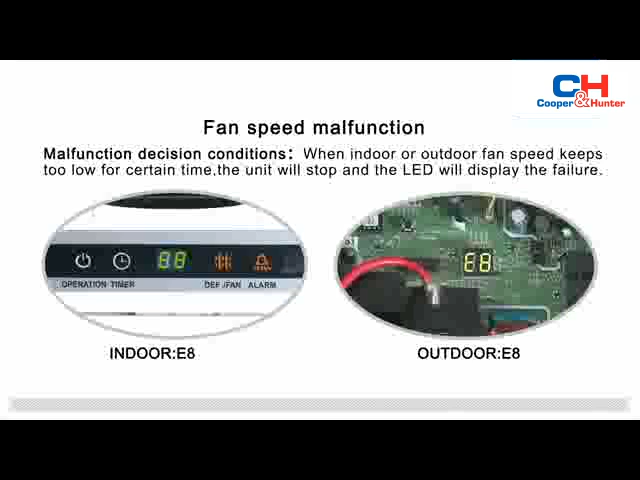 CH
Cooper&Hunter
Fan speed malfunction
Malfunction decision conditions: When indoor or outdoor fan speed keeps
too low for certain time,the unit will stop and the LED will display the failure.
88
E8
OPERATION TIMER DEF./FAN ALARM
INDOOR:E8
OUTDOOR:E8